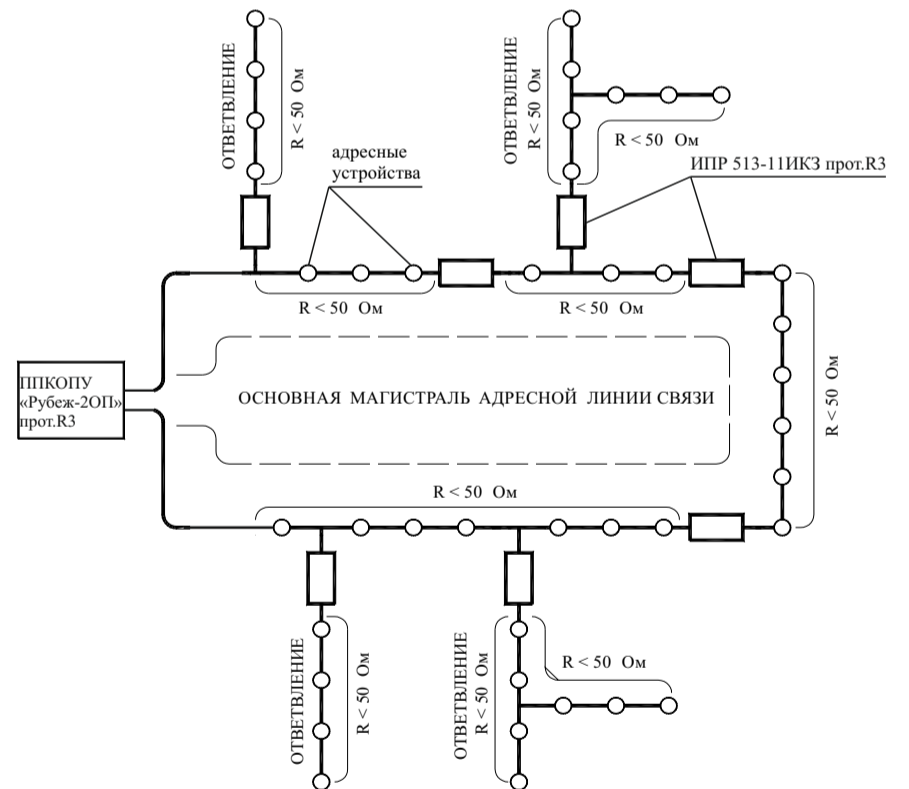 ОТВЕТВЛЕНИЕ
R < 50 Ом
ОТВЕТВЛЕНИЕ
R < 50 Ом
R < 50 Ом
адресные
устройства
ИПР 513-11ИКЗ прот.R3
R < 50 Ом
R < 50 Ом
R < 50 Ом
ППКОПУ
«Рубеж-2ОП»
прот.R3
ОСНОВНАЯ МАГИСТРАЛЬ АДРЕСНОЙ ЛИНИИ СВЯЗИ
R < 50 Ом
ОТВЕТВЛЕНИЕ
R < 50 Ом
ОТВЕТВЛЕНИЕ
R < 50 Ом
R < 50 Ом